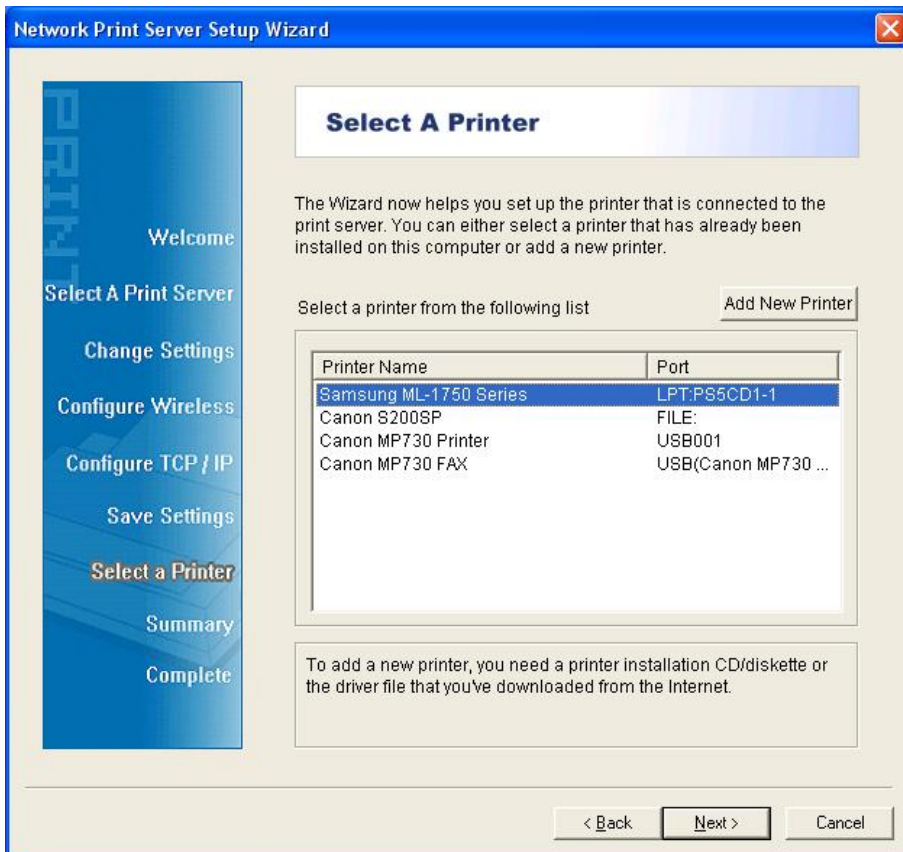 Network Print Server Setup Wizard
PRINT
Welcome
Select A Print Server
Change Settings
Configure Wireless
Configure TCP / IP
Save Settings
Select a Printer
Summary
Complete
Select A Printer
The Wizard now helps you set up the printer that is connected to the
print server. You can either select a printer that has already been
installed on this computer or add a new printer.
Select a printer from the following list
Add New Printer
Printer Name Port
Samsung ML-1750 Series LPT:PS5CD1-1
Canon S200SP FILE:
Canon MP730 Printer USB001
Canon MP730 FAX USB(Canon MP730 ...
To add a new printer, you need a printer installation CD/diskette or
the driver file that you've downloaded from the Internet.
< Back Next > Cancel